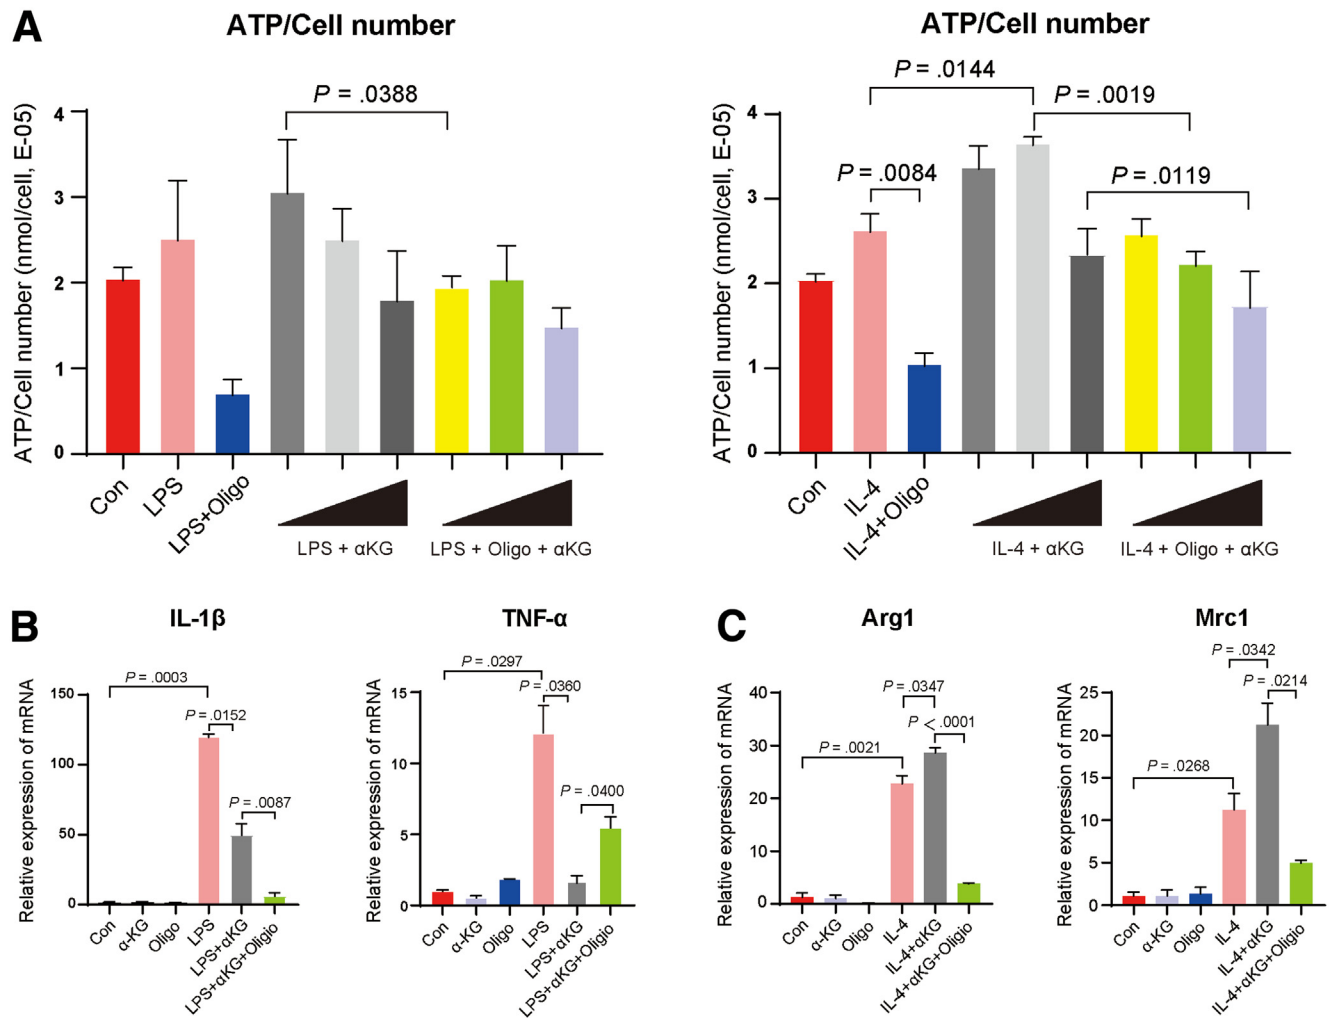 A
ATP/Cell number
ATP/Cell number (nmol/cell, E-05)
4
3
2
1
0
P = .0388
Con
LPS
LPS+Oligo
LPS + αKG
LPS + Oligo + αKG
ATP/Cell number
ATP/Cell number (nmol/cell, E-05)
4
3
2
1
0
P = .0144
P = .0019
P = .0084
P = .0119
Con
IL-4
IL-4+Oligo
IL-4 + αKG
IL-4 + Oligo + αKG
B
IL-1β
Relative expression of mRNA
150
100
50
0
P = .0003
P = .0152
P = .0087
Con
α-KG
Oligo
LPS
LPS+αKG
LPS+αKG+Oligio
TNF-α
Relative expression of mRNA
15
10
5
0
P = .0297
P = .0360
P = .0400
Con
α-KG
Oligo
LPS
LPS+αKG
LPS+αKG+Oligio
C
Arg1
Relative expression of mRNA
40
30
20
10
0
P = .0347
P < .0001
P = .0021
Con
α-KG
Oligo
IL-4
IL-4+αKG
IL-4+αKG+Oligio
Mrc1
Relative expression of mRNA
25
20
15
10
5
0
P = .0342
P = .0214
P = .0268
Con
α-KG
Oligo
IL-4
IL-4+αKG
IL-4+αKG+Oligio